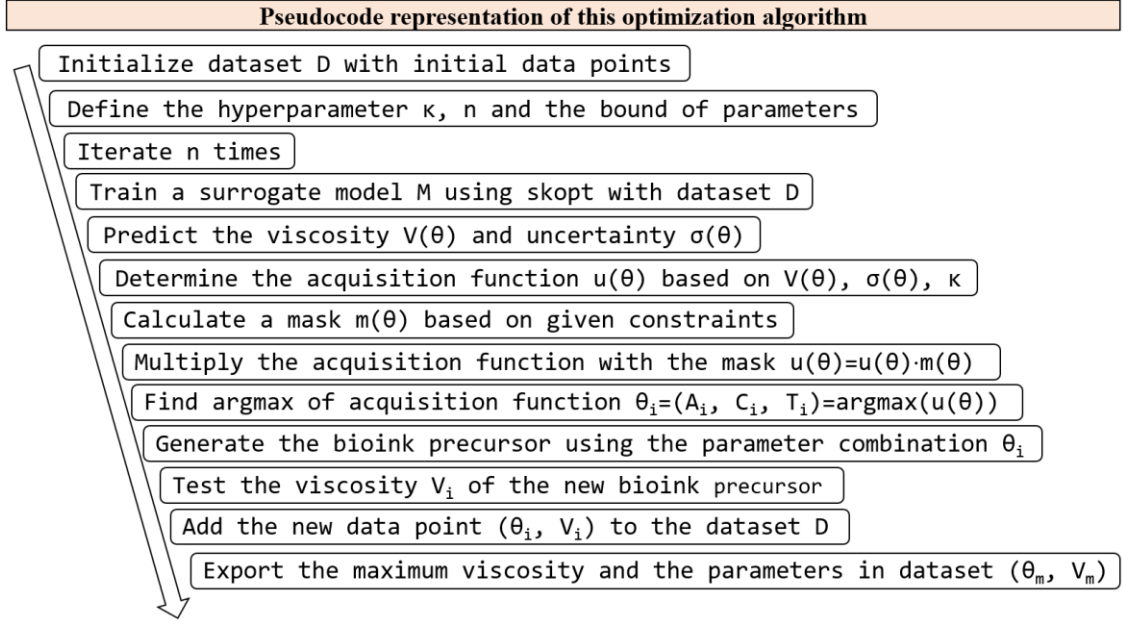 Pseudocode representation of this optimization algorithm
Initialize dataset D with initial data points
Define the hyperparameter κ, n and the bound of parameters
Iterate n times
Train a surrogate model M using skopt with dataset D
Predict the viscosity V(θ) and uncertainty σ(θ)
Determine the acquisition function u(θ) based on V(θ), σ(θ), κ
Calculate a mask m(θ) based on given constraints
Multiply the acquisition function with the mask u(θ)=u(θ)·m(θ)
Find argmax of acquisition function θᵢ=(Aᵢ, Cᵢ, Tᵢ)=argmax(u(θ))
Generate the bioink precursor using the parameter combination θᵢ
Test the viscosity Vᵢ of the new bioink precursor
Add the new data point (θᵢ, Vᵢ) to the dataset D
Export the maximum viscosity and the parameters in dataset (θₘ, Vₘ)